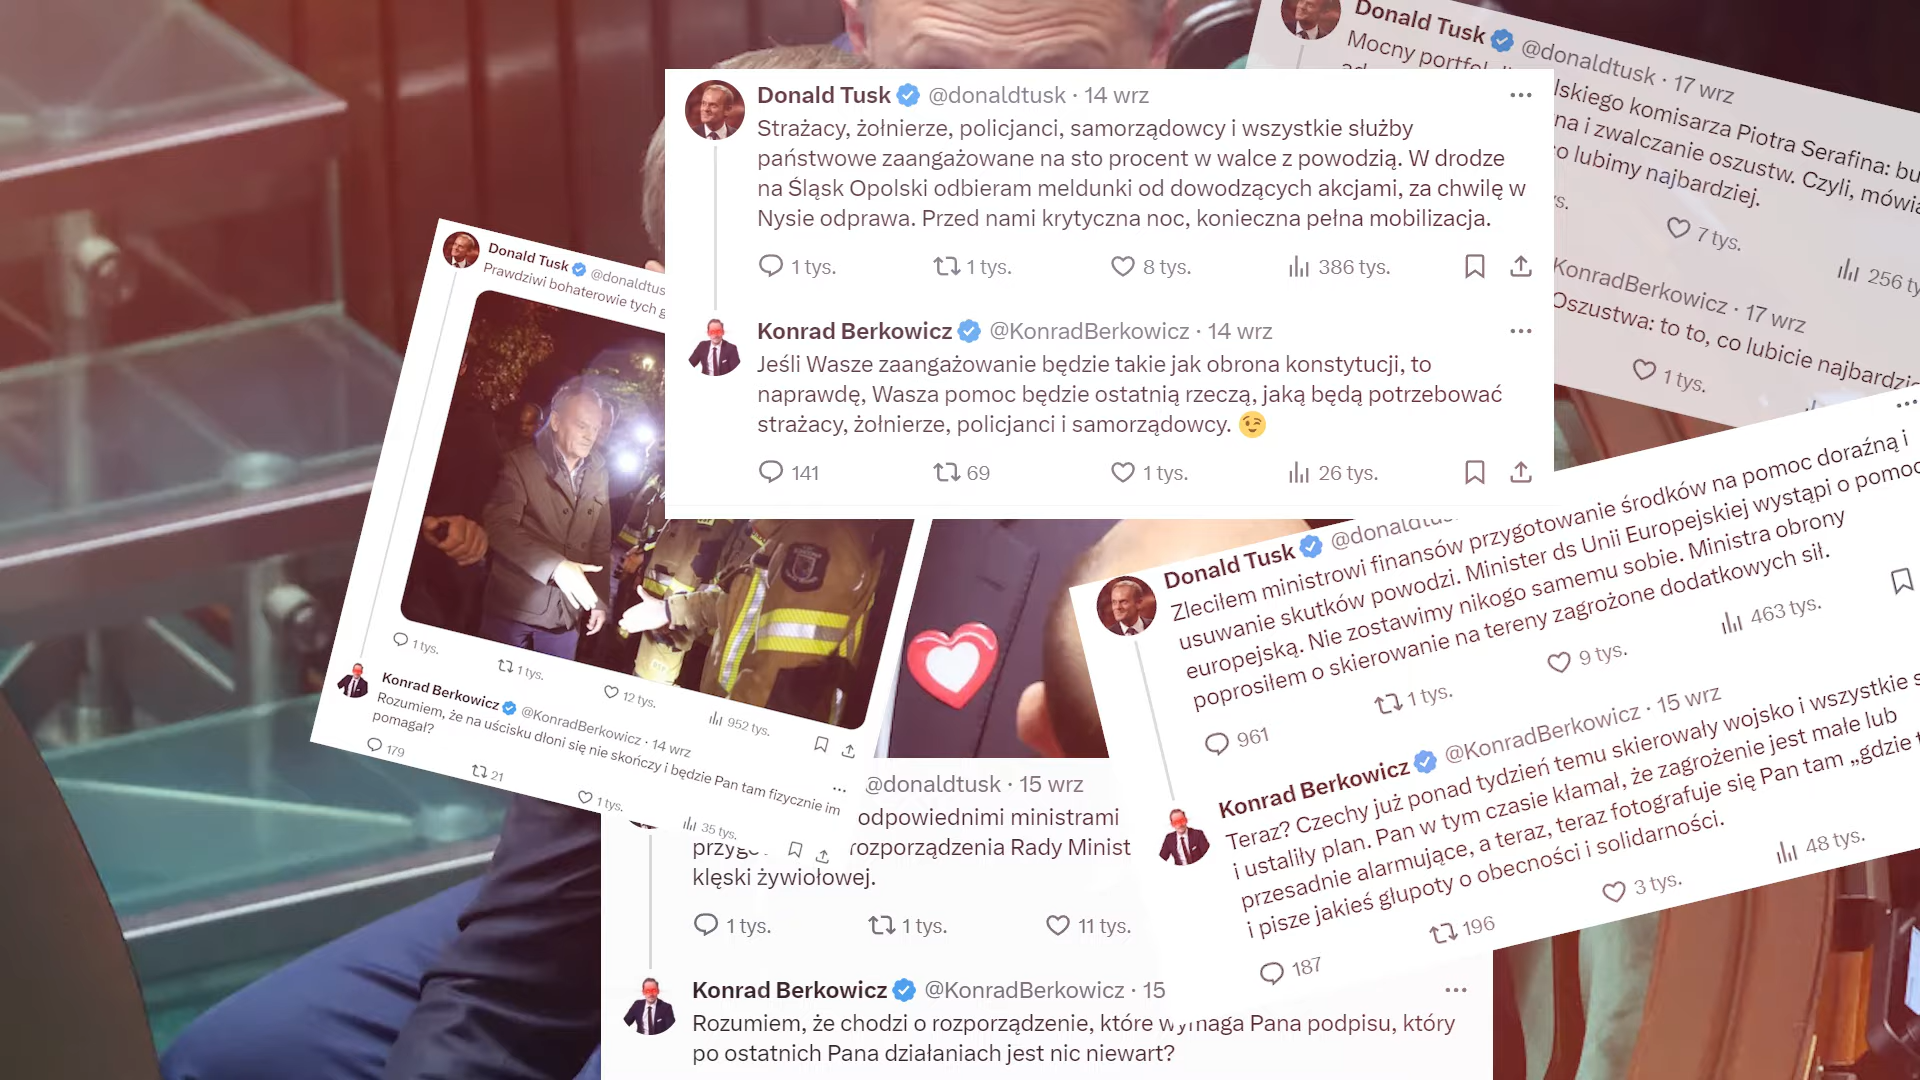 Donald Tusk @donaldtusk · 14 wrz
Strażacy, żołnierze, policjanci, samorządowcy i wszystkie służby
państwowe zaangażowane na sto procent w walce z powodzią. W drodze
na Śląsk Opolski odbieram meldunki od dowodzących akcjami, za chwilę w
Nysie odprawa. Przed nami krytyczna noc, konieczna pełna mobilizacja.
1 tys. 1 tys. 8 tys. 386 tys.
Konrad Berkowicz @KonradBerkowicz · 14 wrz
Jeśli Wasze zaangażowanie będzie takie jak obrona konstytucji, to
naprawdę, Wasza pomoc będzie ostatnią rzeczą, jaką będą potrzebować
strażacy, żołnierze, policjanci i samorządowcy. 😉
141 69 1 tys. 26 tys.
Donald Tusk @donaldtusk · 17 wrz
Mocny
lskiego komisarza Piotra Serafina: bu
na i zwalczanie oszustw. Czyli, mówią
co lubimy najbardziej.
ys. 7 tys. 256 ty
KonradBerkowicz · 17 wrz
Oszustwa: to to, co lubicie najbardzie
1 tys.
Donald Tusk @donaldtus
Prawdziwi bohaterowie tych g
1 tys. 1 tys. 12 tys. 952 tys.
Konrad Berkowicz @KonradBerkowicz · 14 wrz
Rozumiem, że na uścisku dłoni się nie skończy i będzie Pan tam fizycznie im
pomagał?
179 21 1 tys. 35 tys.
Donald Tusk @donaldtus
Zleciłem ministrowi finansów przygotowanie środków na pomoc doraźną i
usuwanie skutków powodzi. Minister ds Unii Europejskiej wystąpi o pomoc
europejską. Nie zostawimy nikogo samemu sobie. Ministra obrony
poprosiłem o skierowanie na tereny zagrożone dodatkowych sił.
961 1 tys. 9 tys. 463 tys.
Konrad Berkowicz @KonradBerkowicz · 15 wrz
Teraz? Czechy już ponad tydzień temu skierowały wojsko i wszystkie s
i ustaliły plan. Pan w tym czasie kłamał, że zagrożenie jest małe lub
przesadnie alarmujące, a teraz, teraz fotografuje się Pan tam „gdzie t
i pisze jakieś głupoty o obecności i solidarności.
187 196 3 tys. 48 tys.
@donaldtusk · 15 wrz
odpowiednimi ministrami
rozporządzenia Rady Minist
klęski żywiołowej.
1 tys. 1 tys. 11 tys.
Konrad Berkowicz @KonradBerkowicz · 15
Rozumiem, że chodzi o rozporządzenie, które wymaga Pana podpisu, który
po ostatnich Pana działaniach jest nic niewart?